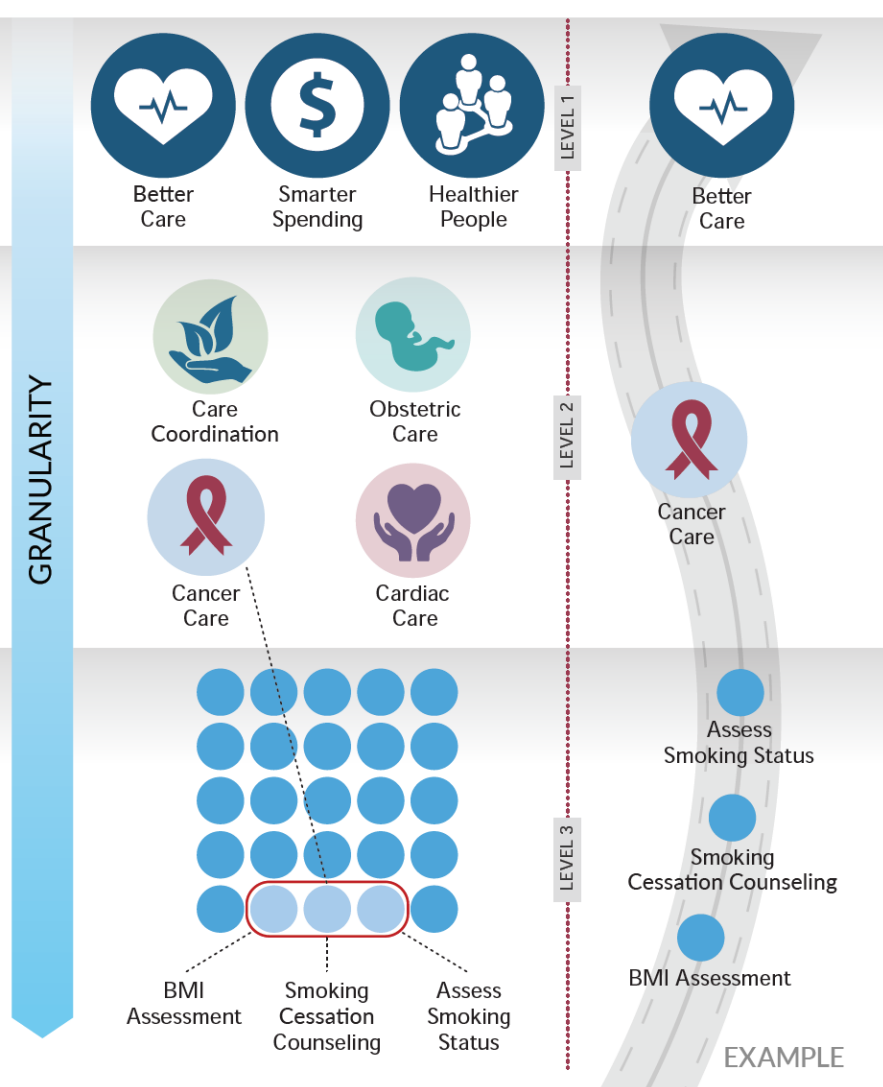 Better
Care
Smarter
Spending
Healthier
People
LEVEL 1
Better
Care
GRANULARITY
Care
Coordination
Obstetric
Care
Cancer
Care
Cardiac
Care
LEVEL 2
Cancer
Care
LEVEL 3
Assess
Smoking Status
Smoking
Cessation Counseling
BMI Assessment
BMI
Assessment
Smoking
Cessation
Counseling
Assess
Smoking
Status
EXAMPLE